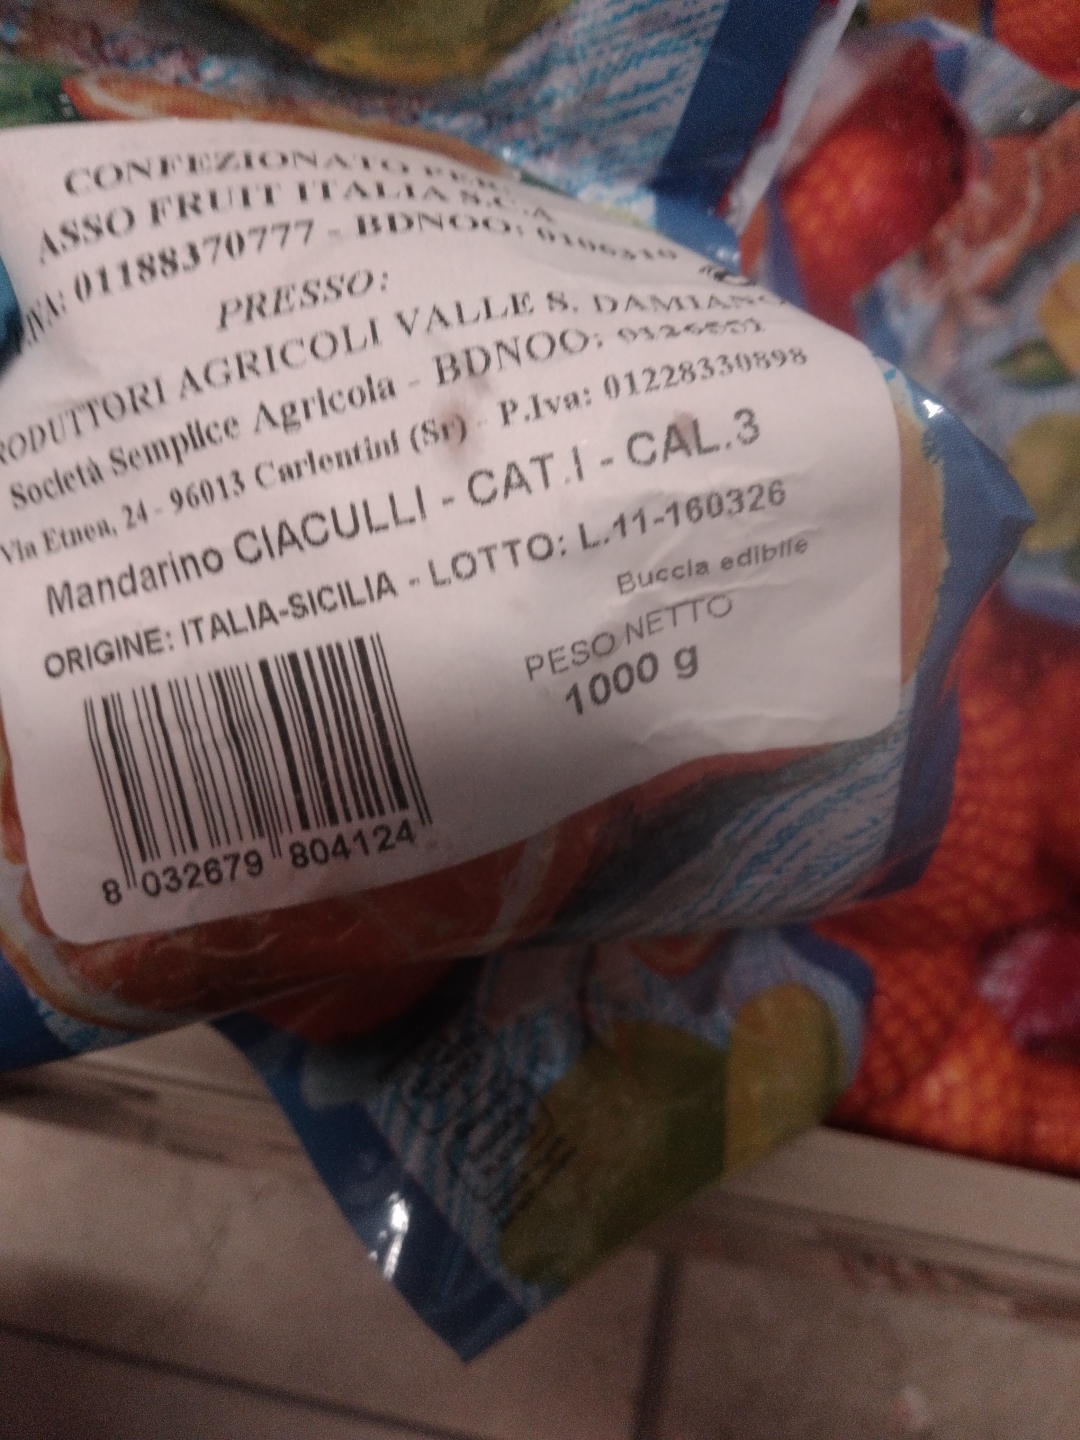 CONFEZIONATO PER:
ASSO FRUIT ITALIA S.C.A
IVA: 01188370777 - BDNOO: 0106310
PRESSO:
RODUTTORI AGRICOLI VALLE S. DAMIANO
Società Semplice Agricola - BDNOO:
Via Etnea, 24 - 96013 Carlentini (Sr) - P.Iva: 01228330898
Mandarino CIACULLI - CAT.I - CAL.3
ORIGINE: ITALIA-SICILIA - LOTTO: L.11-160326
Buccia edibile
PESO NETTO
1000 g
8 032679 804124